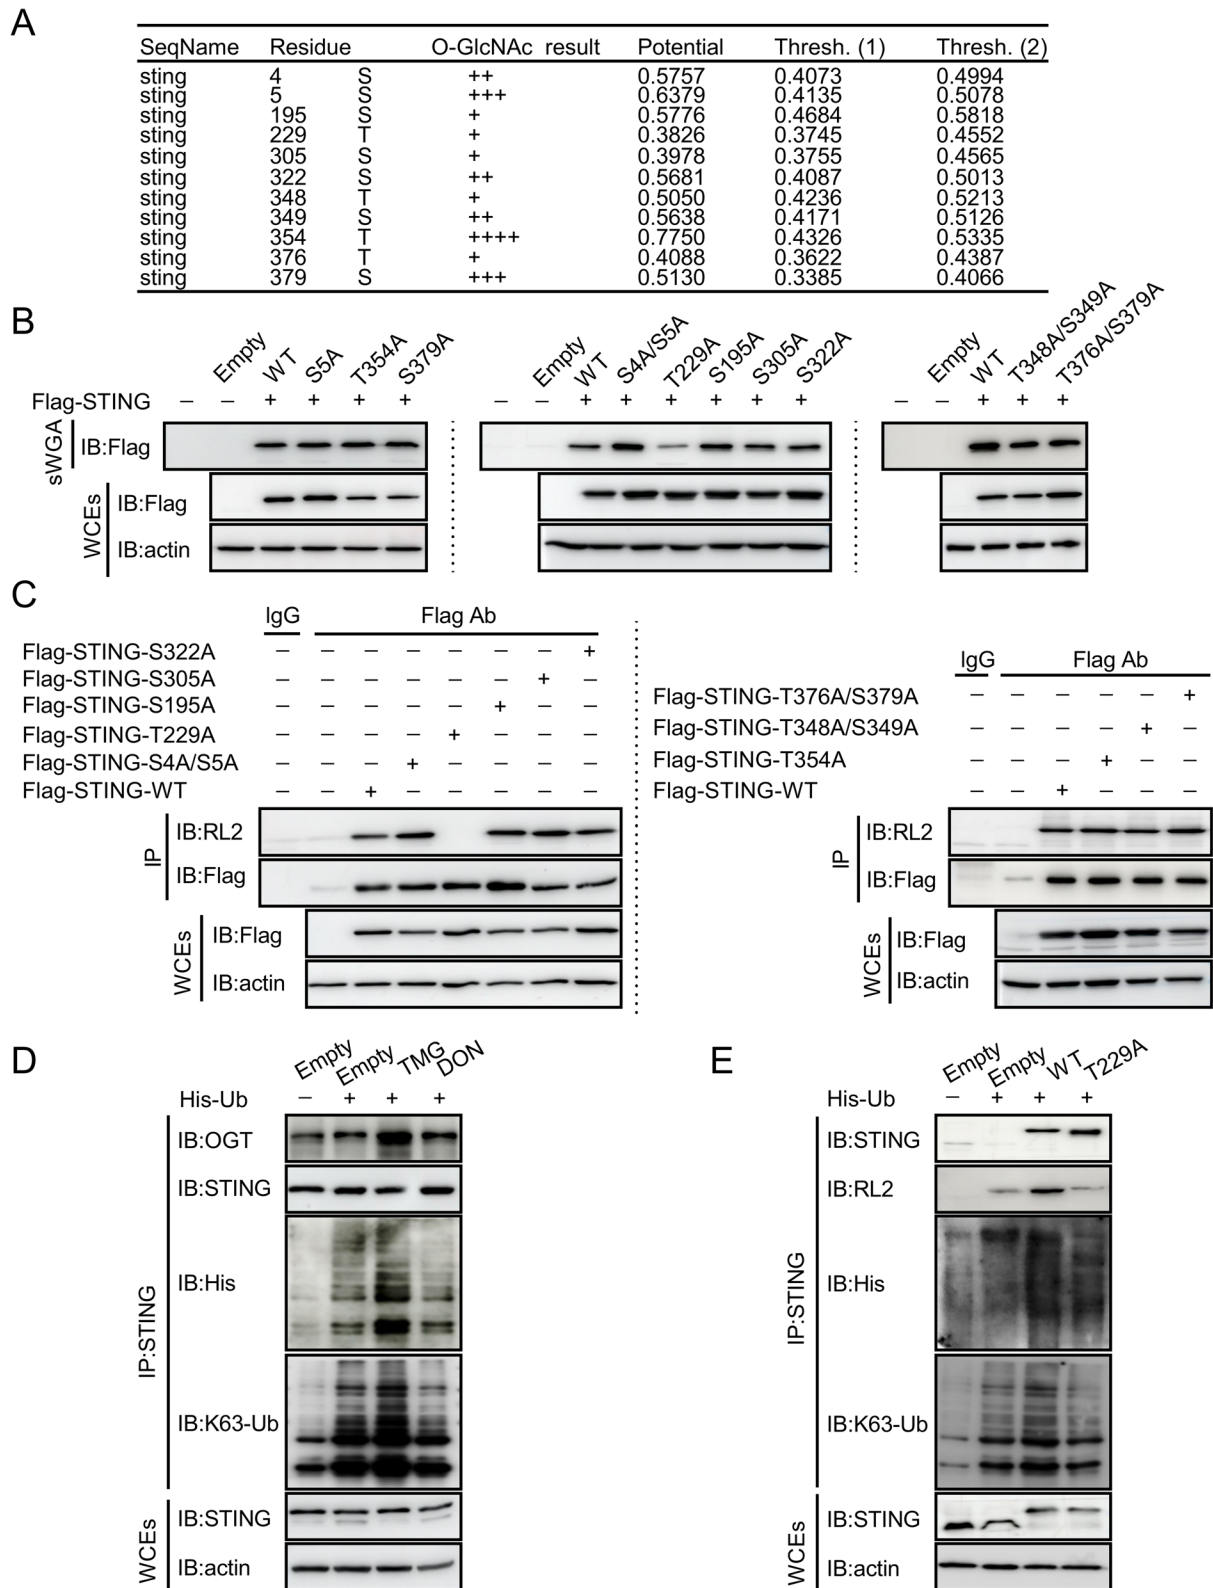 A
SeqName Residue O-GlcNAc result Potential Thresh. (1) Thresh. (2)
sting 4 S ++ 0.5757 0.4073 0.4994
sting 5 S +++ 0.6379 0.4135 0.5078
sting 195 S + 0.5776 0.4684 0.5818
sting 229 T + 0.3826 0.3745 0.4552
sting 305 S + 0.3978 0.3755 0.4565
sting 322 S ++ 0.5681 0.4087 0.5013
sting 348 T + 0.5050 0.4236 0.5213
sting 349 S ++ 0.5638 0.4171 0.5126
sting 354 T ++++ 0.7750 0.4326 0.5335
sting 376 T + 0.4088 0.3622 0.4387
sting 379 S +++ 0.5130 0.3385 0.4066
B
Empty WT S5A T354A S379A Empty WT S4A/S5A T229A S195A S305A S322A Empty WT T348A/S349A T376A/S379A
Flag-STING − − + + + + − − + + + + + + − − + + +
sWGA IB:Flag
WCEs IB:Flag
IB:actin
C
IgG Flag Ab
Flag-STING-S322A − − − − − − − +
Flag-STING-S305A − − − − − − + −
Flag-STING-S195A − − − − − + − −
Flag-STING-T229A − − − − + − − −
Flag-STING-S4A/S5A − − − + − − − −
Flag-STING-WT − − + − − − − −
IP IB:RL2
IB:Flag
WCEs IB:Flag
IB:actin
IgG Flag Ab
Flag-STING-T376A/S379A − − − − − +
Flag-STING-T348A/S349A − − − − + −
Flag-STING-T354A − − − + − −
Flag-STING-WT − − + − − −
IP IB:RL2
IB:Flag
WCEs IB:Flag
IB:actin
D
Empty Empty TMG DON
His-Ub − + + +
IP:STING IB:OGT
IB:STING
IB:His
IB:K63-Ub
WCEs IB:STING
IB:actin
E
Empty Empty WT T229A
His-Ub − + + +
IP:STING IB:STING
IB:RL2
IB:His
IB:K63-Ub
WCEs IB:STING
IB:actin